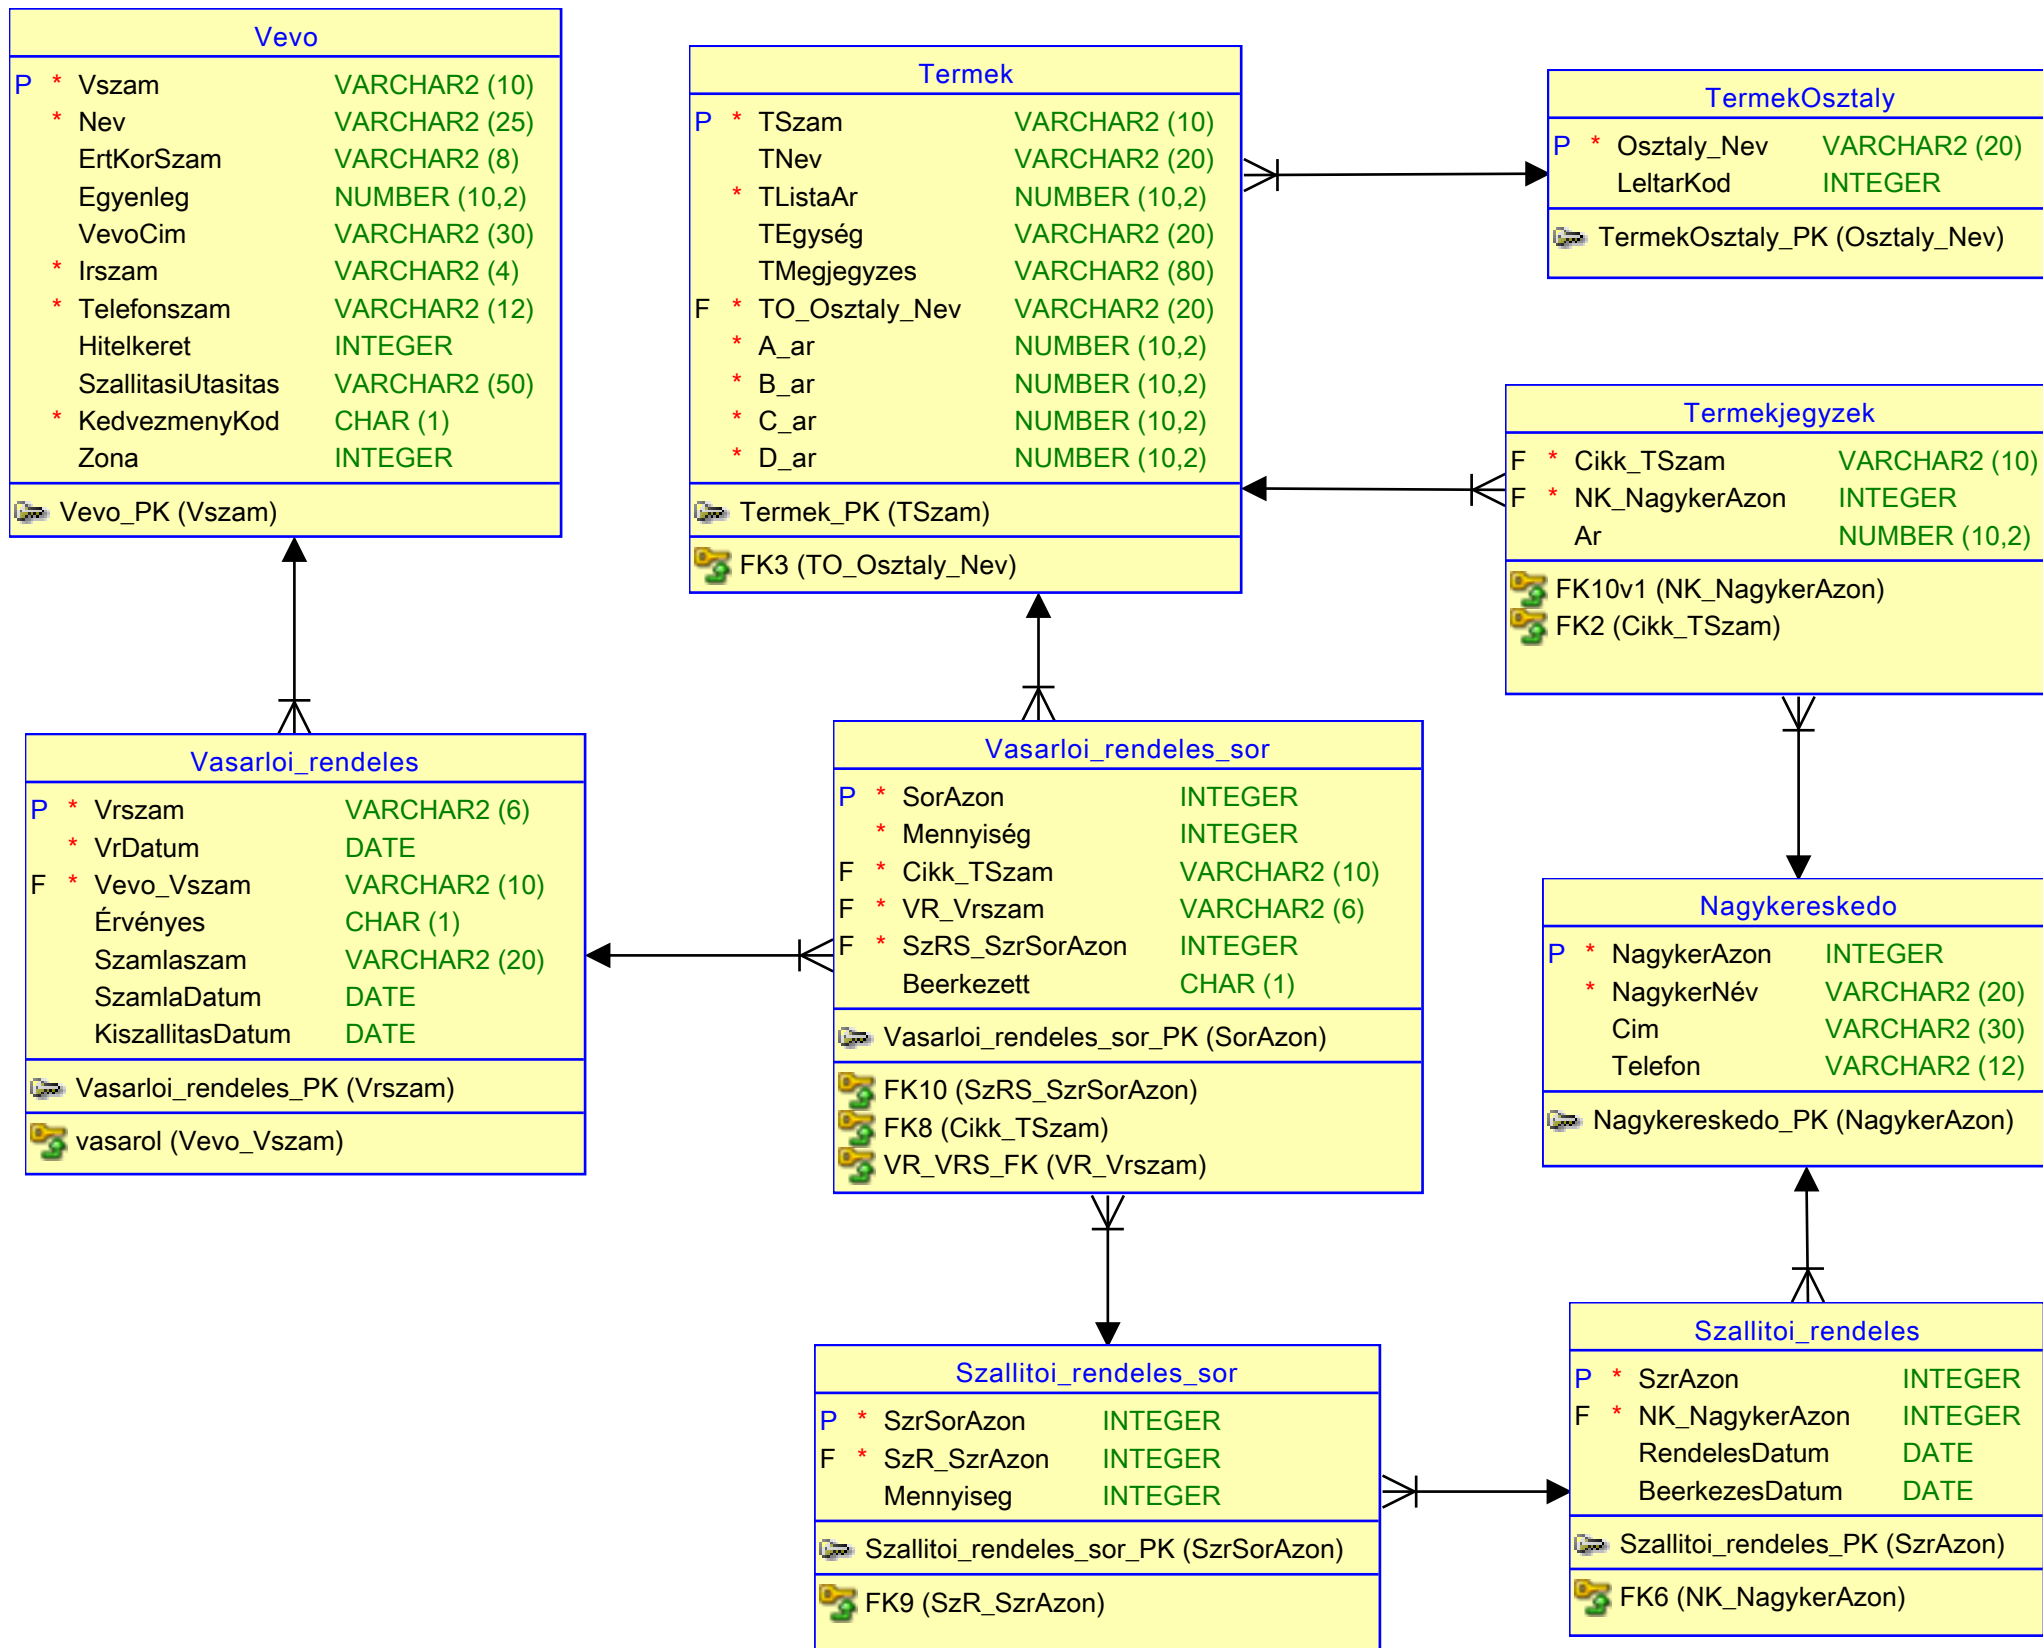 Vevo
P * Vszam VARCHAR2 (10)
* Nev VARCHAR2 (25)
ErtKorSzam VARCHAR2 (8)
Egyenleg NUMBER (10,2)
VevoCim VARCHAR2 (30)
* Irszam VARCHAR2 (4)
* Telefonszam VARCHAR2 (12)
Hitelkeret INTEGER
SzallitasiUtasitas VARCHAR2 (50)
* KedvezmenyKod CHAR (1)
Zona INTEGER
Vevo_PK (Vszam)
Termek
P * TSzam VARCHAR2 (10)
TNev VARCHAR2 (20)
* TListaAr NUMBER (10,2)
TEgység VARCHAR2 (20)
TMegjegyzes VARCHAR2 (80)
F * TO_Osztaly_Nev VARCHAR2 (20)
* A_ar NUMBER (10,2)
* B_ar NUMBER (10,2)
* C_ar NUMBER (10,2)
* D_ar NUMBER (10,2)
Termek_PK (TSzam)
FK3 (TO_Osztaly_Nev)
TermekOsztaly
P * Osztaly_Nev VARCHAR2 (20)
LeltarKod INTEGER
TermekOsztaly_PK (Osztaly_Nev)
Termekjegyzek
F * Cikk_TSzam VARCHAR2 (10)
F * NK_NagykerAzon INTEGER
Ar NUMBER (10,2)
FK10v1 (NK_NagykerAzon)
FK2 (Cikk_TSzam)
Vasarloi_rendeles
P * Vrszam VARCHAR2 (6)
* VrDatum DATE
F * Vevo_Vszam VARCHAR2 (10)
Érvényes CHAR (1)
Szamlaszam VARCHAR2 (20)
SzamlaDatum DATE
KiszallitasDatum DATE
Vasarloi_rendeles_PK (Vrszam)
vasarol (Vevo_Vszam)
Vasarloi_rendeles_sor
P * SorAzon INTEGER
* Mennyiség INTEGER
F * Cikk_TSzam VARCHAR2 (10)
F * VR_Vrszam VARCHAR2 (6)
F * SzRS_SzrSorAzon INTEGER
Beerkezett CHAR (1)
Vasarloi_rendeles_sor_PK (SorAzon)
FK10 (SzRS_SzrSorAzon)
FK8 (Cikk_TSzam)
VR_VRS_FK (VR_Vrszam)
Nagykereskedo
P * NagykerAzon INTEGER
* NagykerNév VARCHAR2 (20)
Cim VARCHAR2 (30)
Telefon VARCHAR2 (12)
Nagykereskedo_PK (NagykerAzon)
Szallitoi_rendeles_sor
P * SzrSorAzon INTEGER
F * SzR_SzrAzon INTEGER
Mennyiseg INTEGER
Szallitoi_rendeles_sor_PK (SzrSorAzon)
FK9 (SzR_SzrAzon)
Szallitoi_rendeles
P * SzrAzon INTEGER
F * NK_NagykerAzon INTEGER
RendelesDatum DATE
BeerkezesDatum DATE
Szallitoi_rendeles_PK (SzrAzon)
FK6 (NK_NagykerAzon)